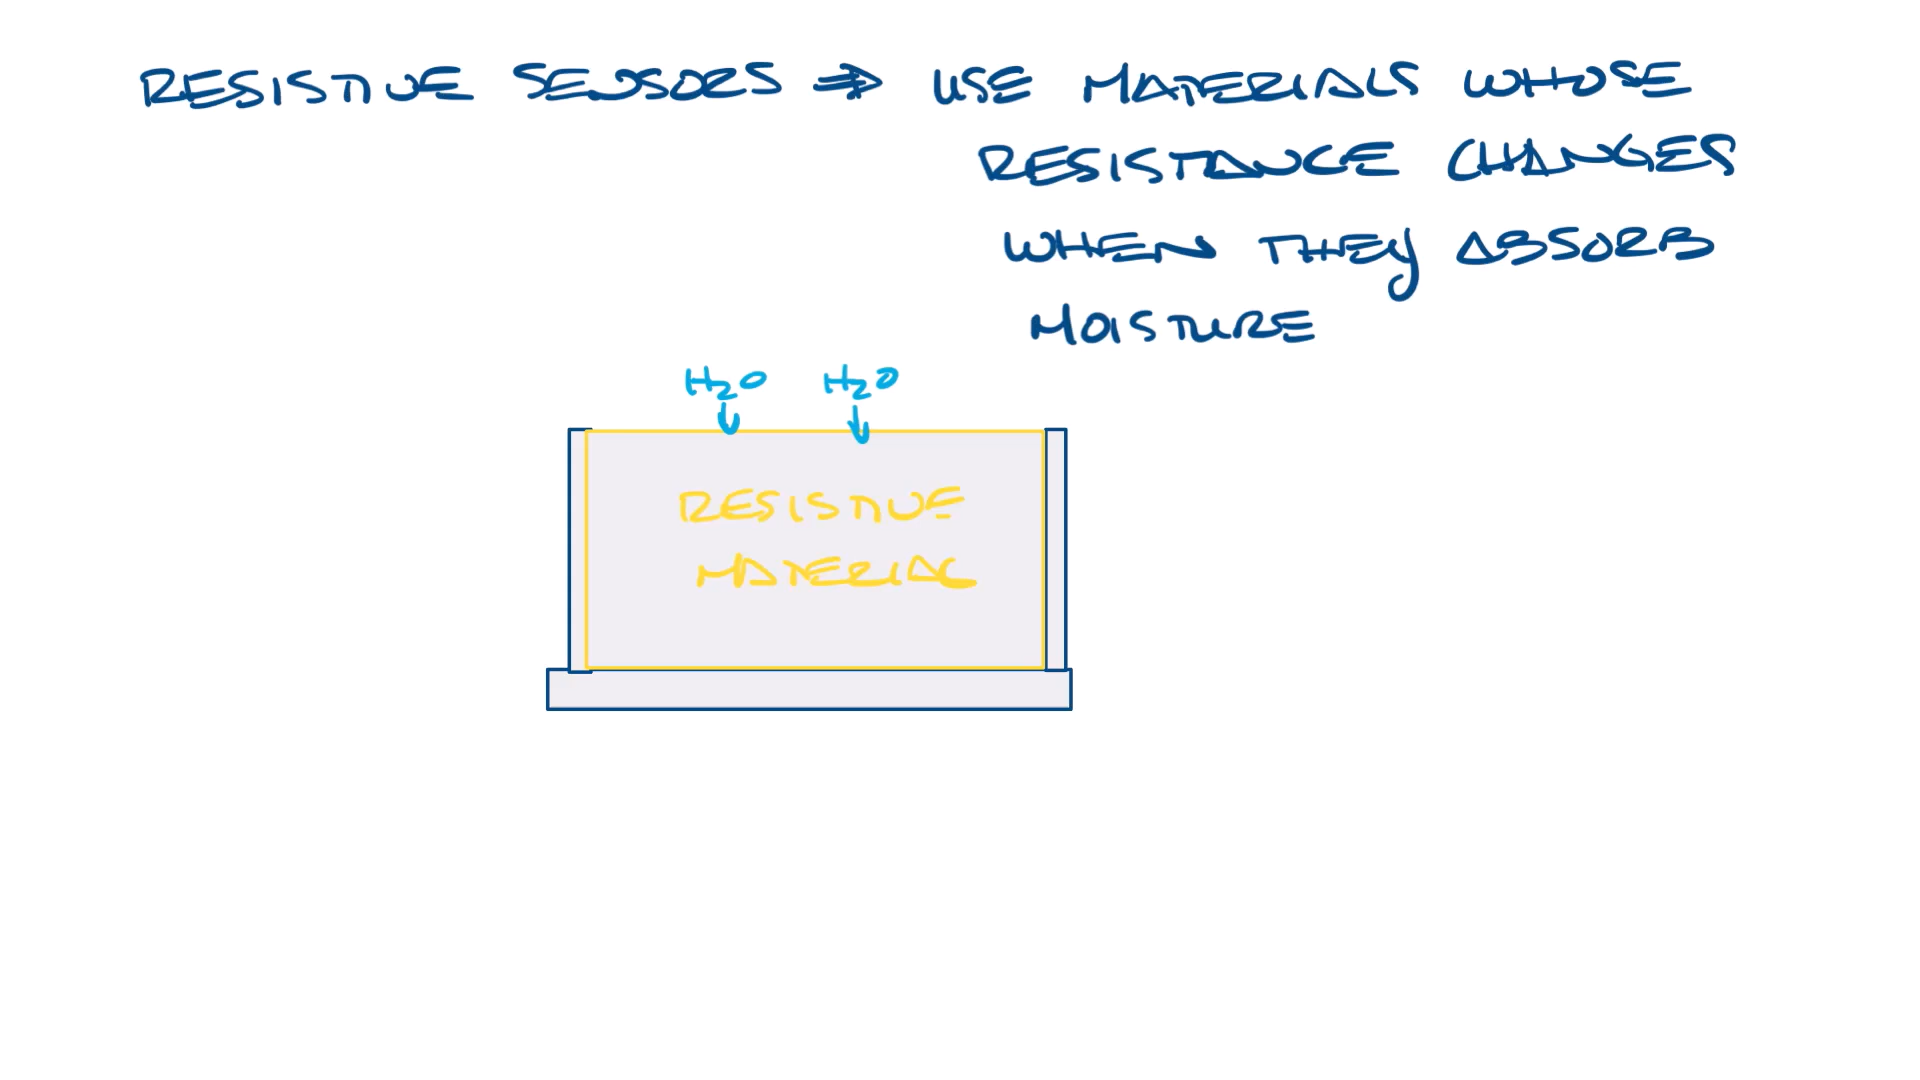 RESISTIVE SENSORS ⇒ USE MATERIALS WHOSE
RESISTANCE CHANGES
WHEN THEY ABSORB
MOISTURE
H₂O H₂O
RESISTIVE
MATERIAL